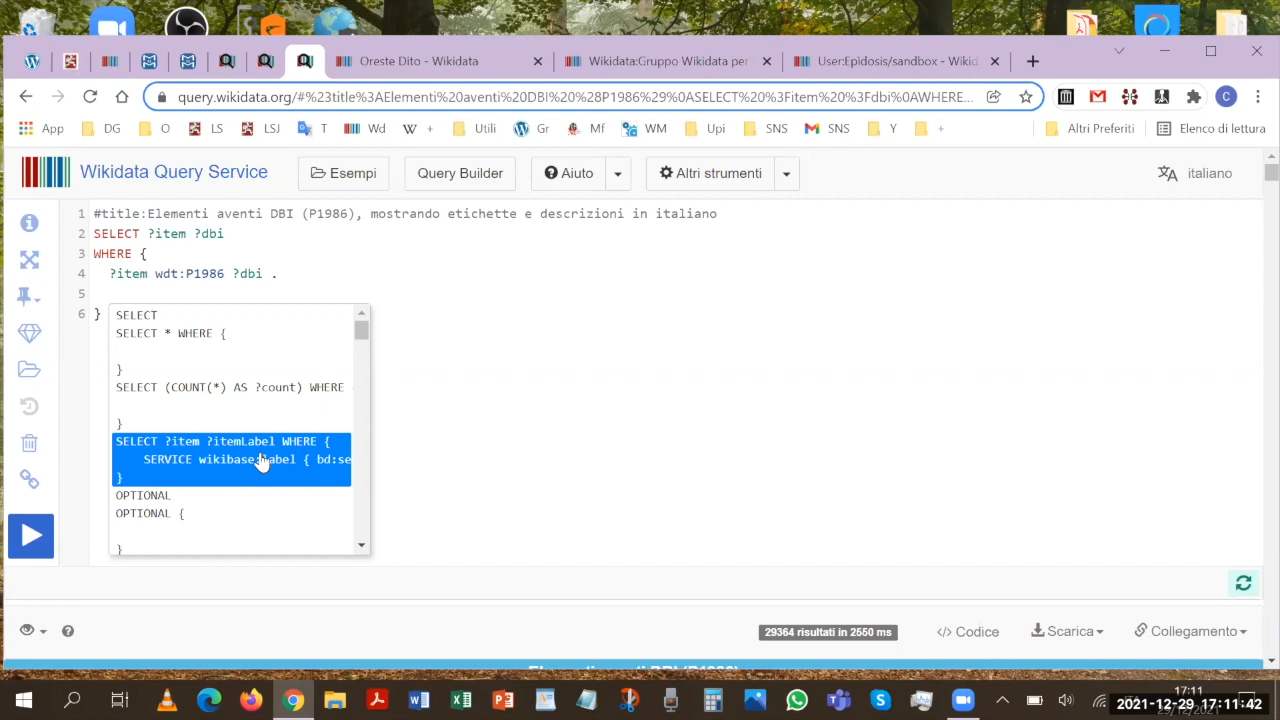 Oreste Dito - Wikidata
Wikidata:Gruppo Wikidata per
User:Epìdosis/sandbox - Wikid
query.wikidata.org/#%23title%3AElementi%20aventi%20DBI%20%28P1986%29%0ASELECT%20%3Fitem%20%3Fdbi%20%0AWHERE...
App DG O LS LSJ T Wd + Utili Gr Mf WM Upi SNS SNS Y + Altri Preferiti Elenco di lettura
Wikidata Query Service Esempi Query Builder Aiuto Altri strumenti italiano
1 #title:Elementi aventi DBI (P1986), mostrando etichette e descrizioni in italiano
2 SELECT ?item ?dbi
3 WHERE {
4 ?item wdt:P1986 ?dbi .
5
6 }
SELECT
SELECT * WHERE {
}
SELECT (COUNT(*) AS ?count) WHERE
}
SELECT ?item ?itemLabel WHERE {
SERVICE wikibase:label { bd:se
}
OPTIONAL
OPTIONAL {
}
29364 risultati in 2550 ms </> Codice Scarica Collegamento
17:11
2021-12-29 17:11:42